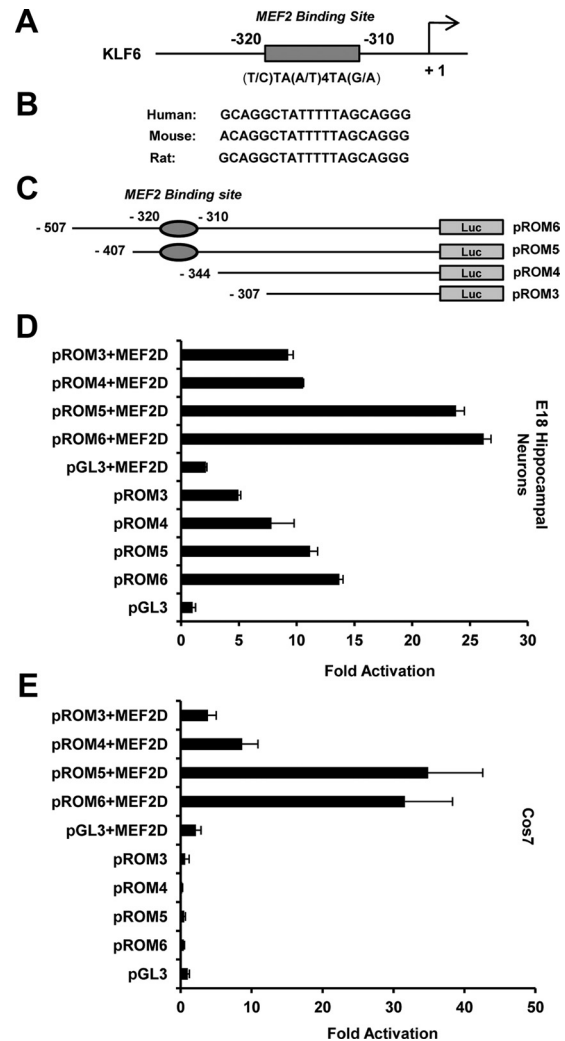 A
MEF2 Binding Site
-320 -310
KLF6
+ 1
(T/C)TA(A/T)4TA(G/A)
B
Human: GCAGGCTATTTTTAGCAGGG
Mouse: ACAGGCTATTTTTAGCAGGG
Rat: GCAGGCTATTTTTAGCAGGG
C
MEF2 Binding site
- 320 - 310
- 507 Luc pROM6
- 407 Luc pROM5
- 344 Luc pROM4
- 307 Luc pROM3
D
pROM3+MEF2D
pROM4+MEF2D
pROM5+MEF2D
pROM6+MEF2D
pGL3+MEF2D
pROM3
pROM4
pROM5
pROM6
pGL3
0 5 10 15 20 25 30
Fold Activation
E18 Hippocampal
Neurons
E
pROM3+MEF2D
pROM4+MEF2D
pROM5+MEF2D
pROM6+MEF2D
pGL3+MEF2D
pROM3
pROM4
pROM5
pROM6
pGL3
0 10 20 30 40 50
Fold Activation
Cos7